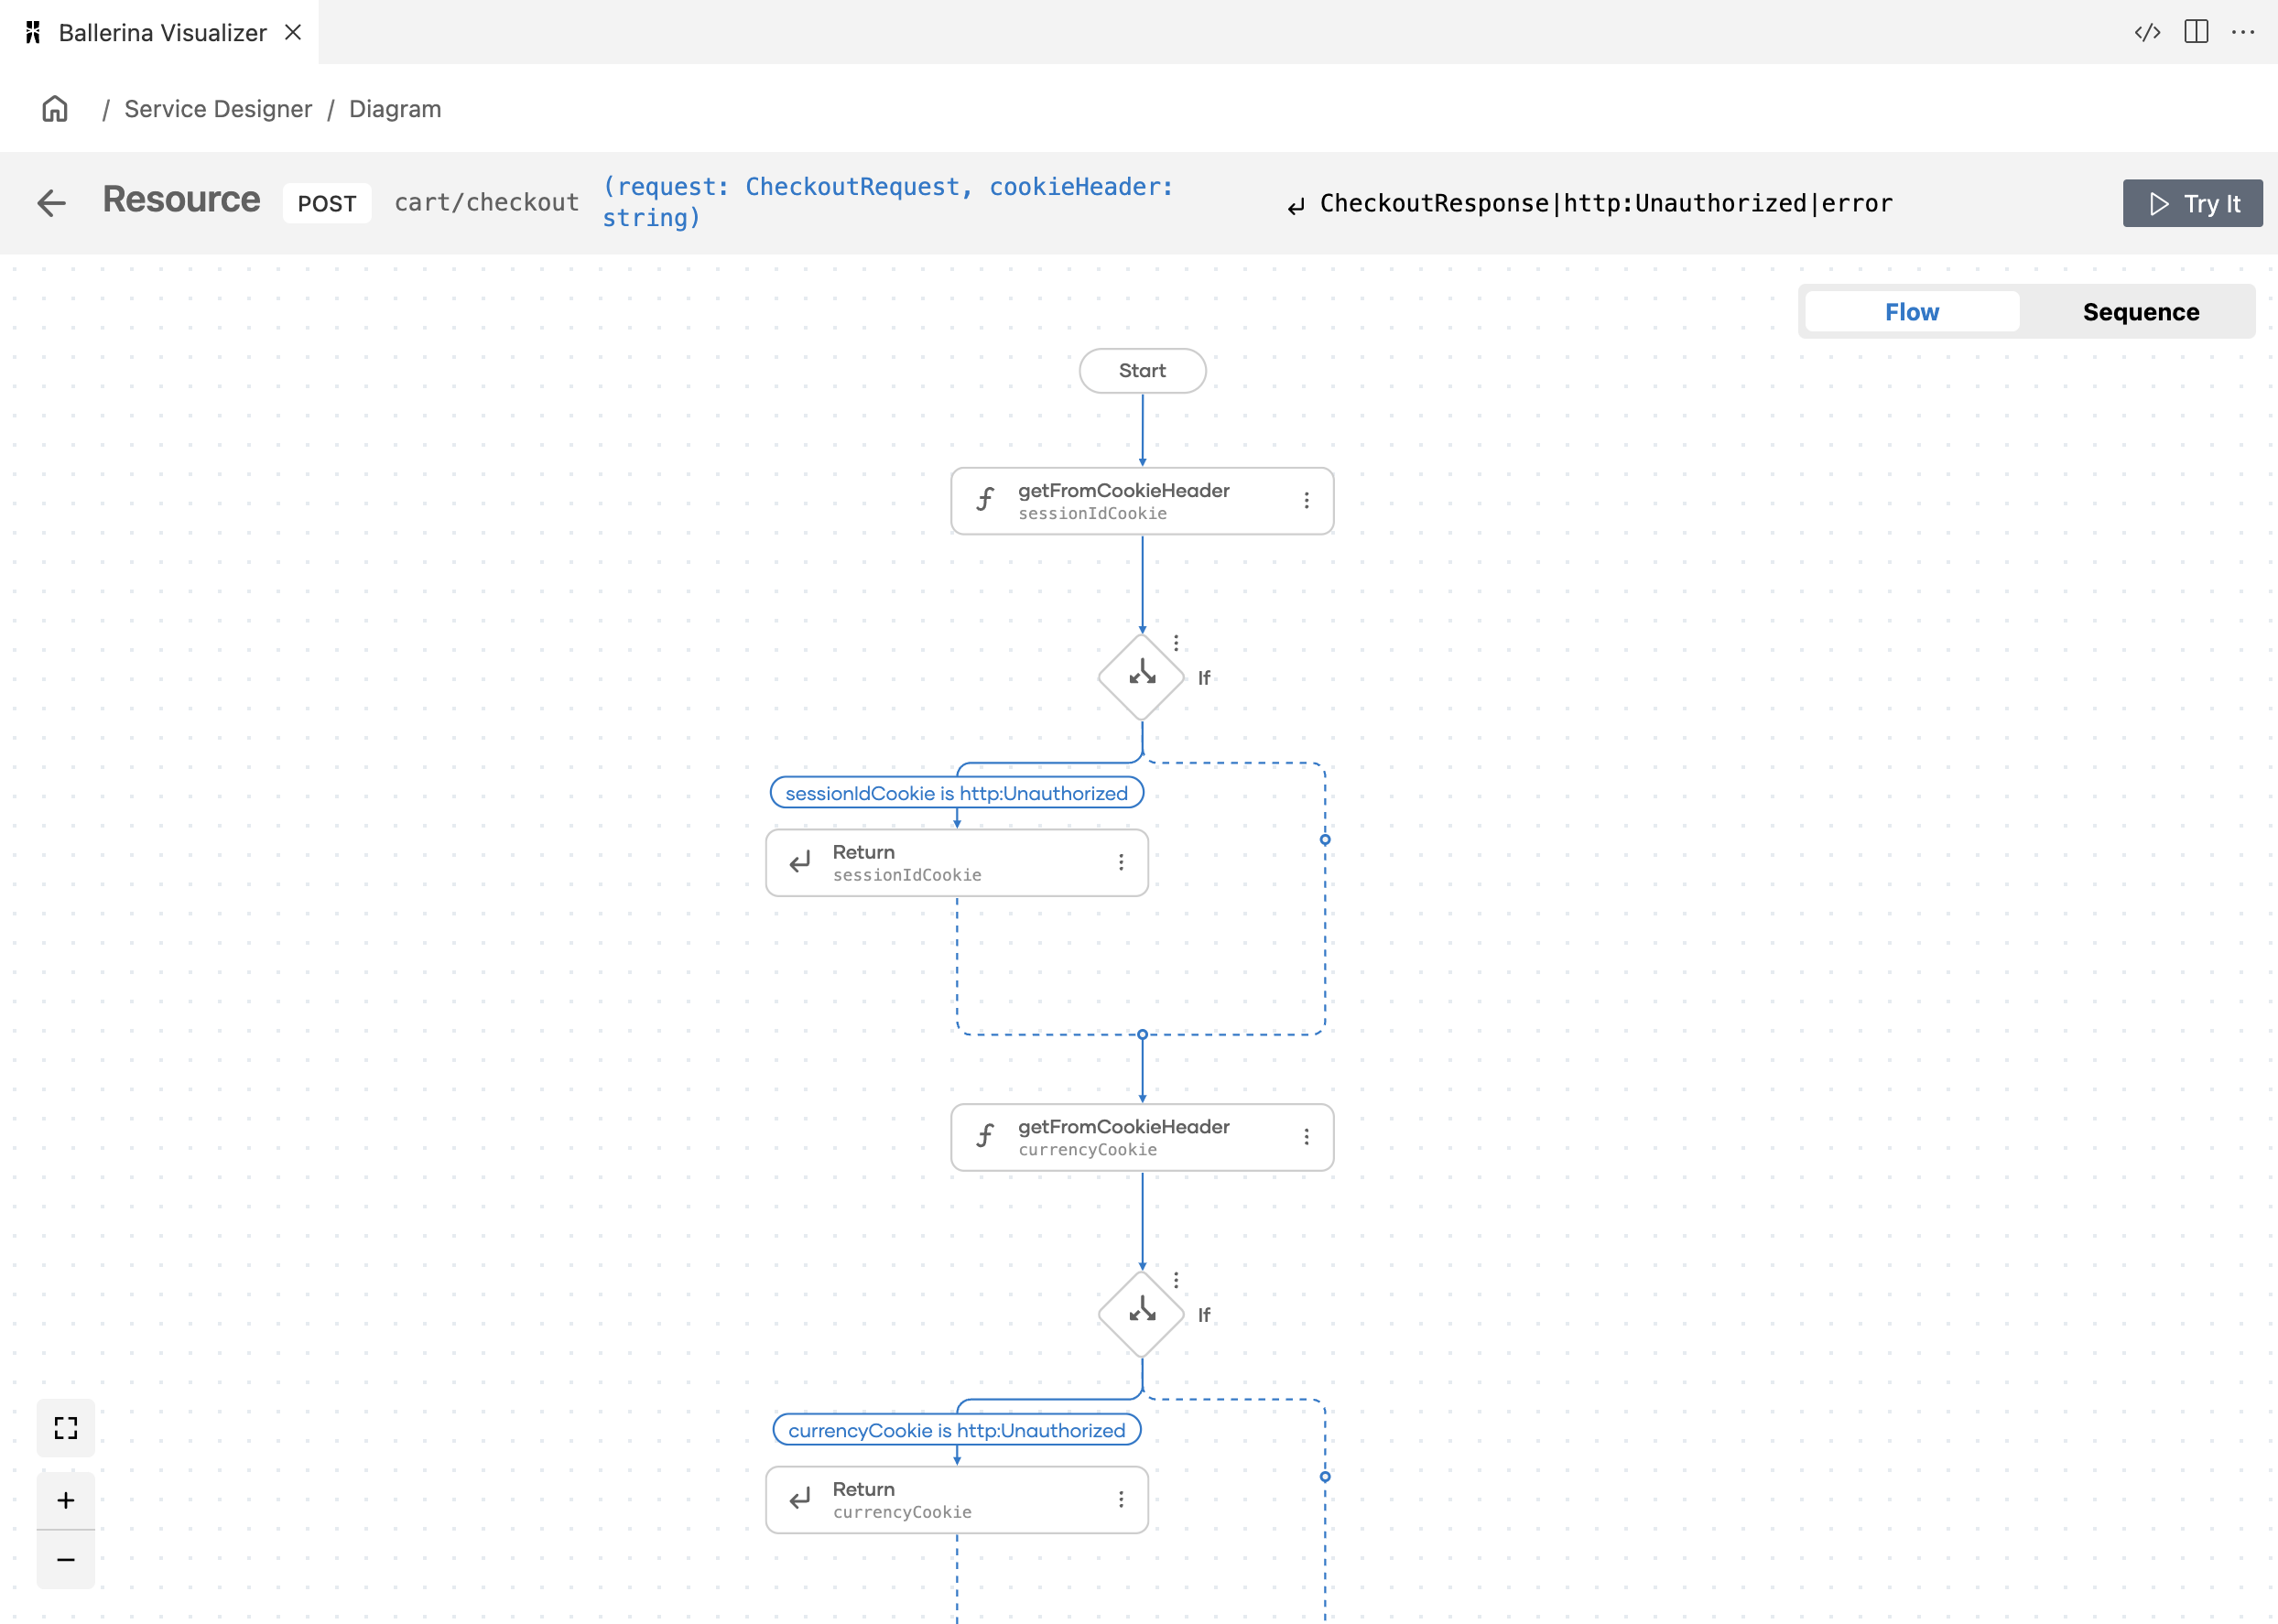 Ballerina Visualizer
/ Service Designer / Diagram
Resource POST cart/checkout (request: CheckoutRequest, cookieHeader:
string)
CheckoutResponse|http:Unauthorized|error
Try It
Flow Sequence
Start
getFromCookieHeader
sessionIdCookie
If
sessionIdCookie is http:Unauthorized
Return
sessionIdCookie
getFromCookieHeader
currencyCookie
If
currencyCookie is http:Unauthorized
Return
currencyCookie